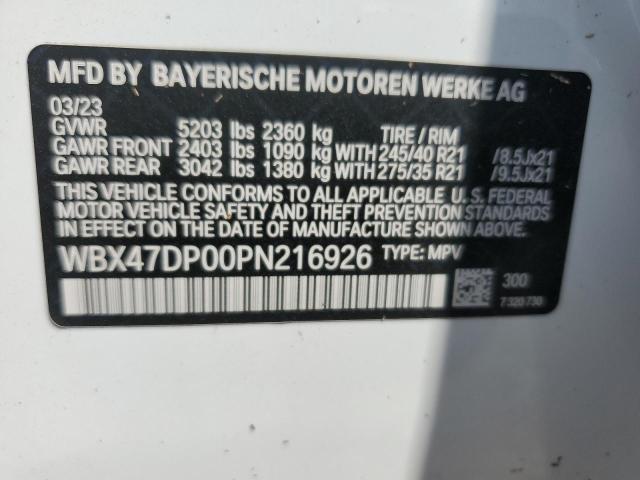 MFD BY BAYERISCHE MOTOREN WERKE AG
03/23
GVWR 5203 lbs 2360 kg TIRE / RIM
GAWR FRONT 2403 lbs 1090 kg WITH 245/40 R21 /8.5Jx21
GAWR REAR 3042 lbs 1380 kg WITH 275/35 R21 /9.5Jx21
THIS VEHICLE CONFORMS TO ALL APPLICABLE U. S. FEDERAL
MOTOR VEHICLE SAFETY AND THEFT PREVENTION STANDARDS
IN EFFECT ON THE DATE OF MANUFACTURE SHOWN ABOVE.
WBX47DP00PN216926 TYPE: MPV
300
7 320 730